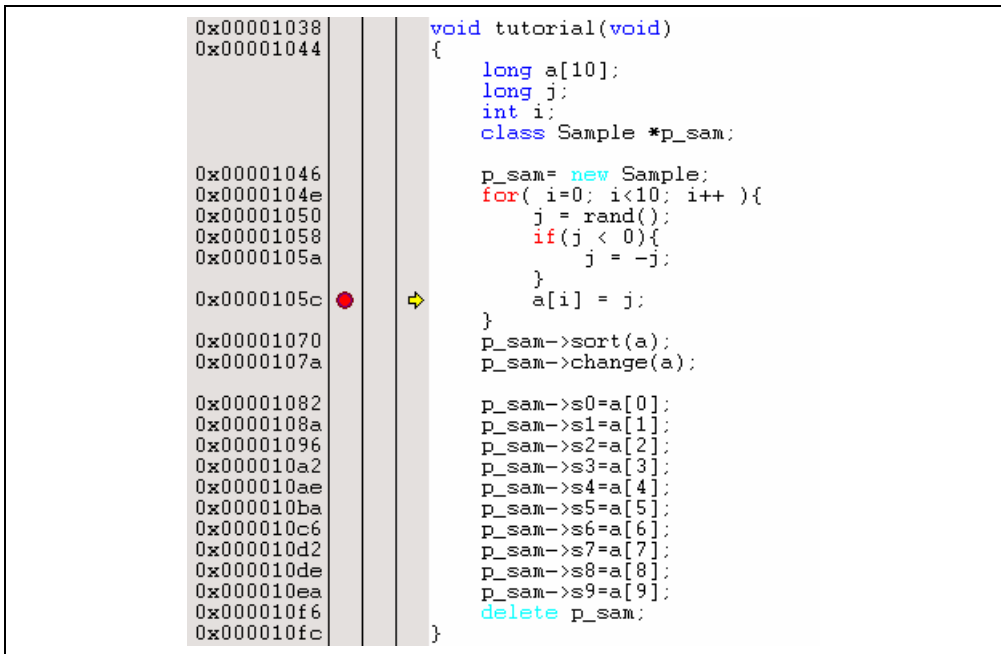 0x00001038 void tutorial(void)
0x00001044 {
long a[10];
long j;
int i;
class Sample *p_sam;
0x00001046 p_sam= new Sample;
0x0000104e for( i=0; i<10; i++ ){
0x00001050 j = rand();
0x00001058 if(j < 0){
0x0000105a j = -j;
}
0x0000105c a[i] = j;
}
0x00001070 p_sam->sort(a);
0x0000107a p_sam->change(a);
0x00001082 p_sam->s0=a[0];
0x0000108a p_sam->s1=a[1];
0x00001096 p_sam->s2=a[2];
0x000010a2 p_sam->s3=a[3];
0x000010ae p_sam->s4=a[4];
0x000010ba p_sam->s5=a[5];
0x000010c6 p_sam->s6=a[6];
0x000010d2 p_sam->s7=a[7];
0x000010de p_sam->s8=a[8];
0x000010ea p_sam->s9=a[9];
0x000010f6 delete p_sam;
0x000010fc }